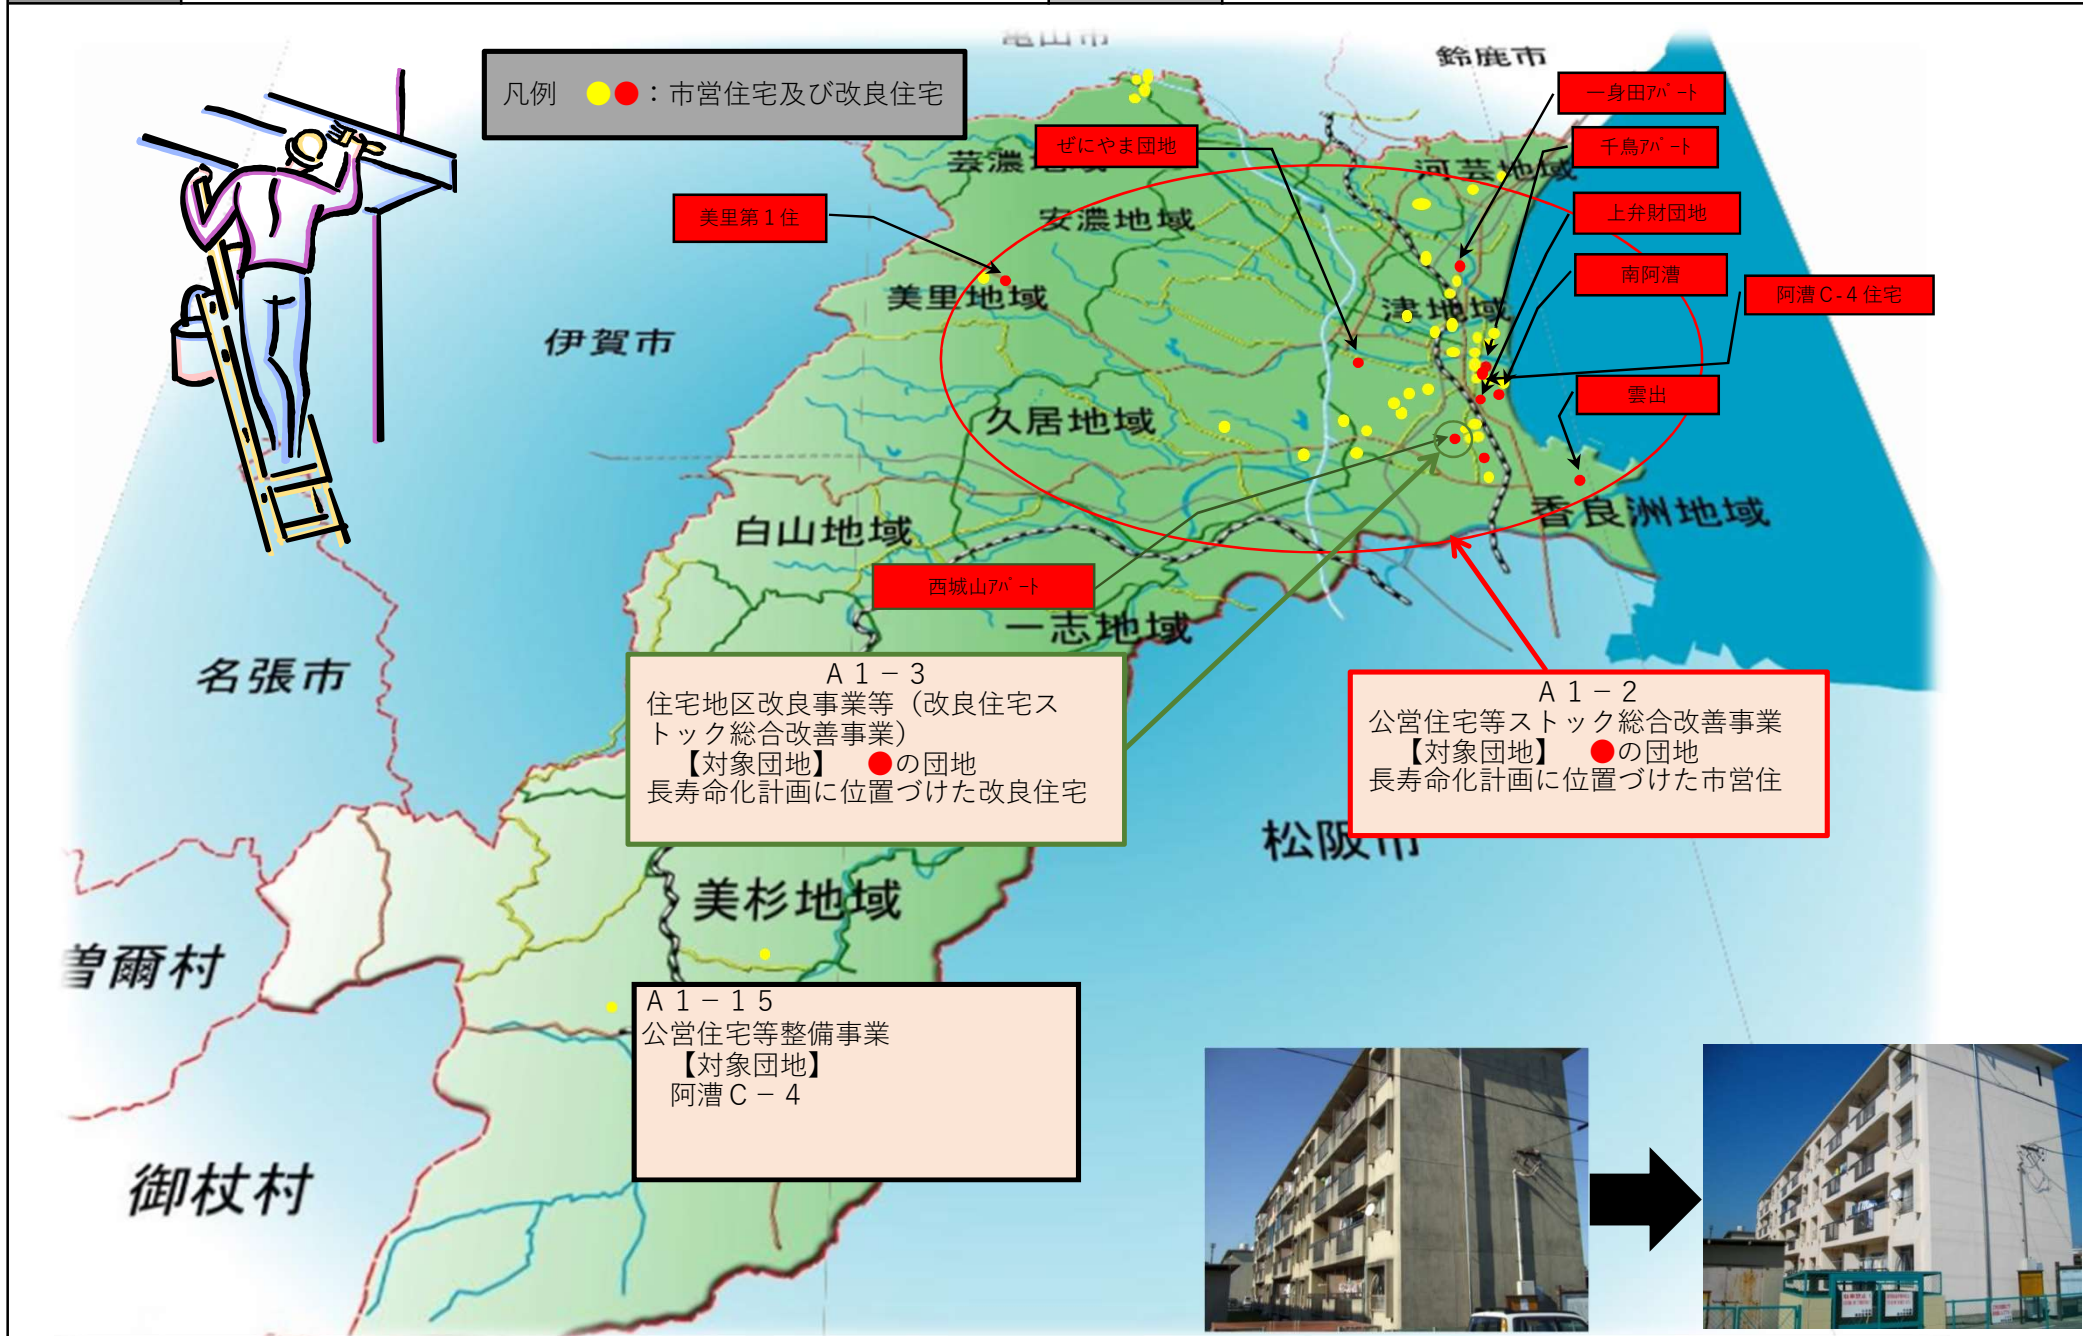 亀山市
鈴鹿市
凡例 ●●：市営住宅及び改良住宅
一身田ｱﾊﾟｰﾄ
ぜにやま団地
千鳥ｱﾊﾟｰﾄ
芸濃地域
河芸地域
美里第１住
安濃地域
上弁財団地
南阿漕
阿漕Ｃ-４住宅
美里地域
津地域
伊賀市
雲出
久居地域
香良洲地域
白山地域
西城山ｱﾊﾟｰﾄ
一志地域
名張市
Ａ１－３
住宅地区改良事業等（改良住宅ス
トック総合改善事業）
【対象団地】 ●の団地
長寿命化計画に位置づけた改良住宅
Ａ１－２
公営住宅等ストック総合改善事業
【対象団地】 ●の団地
長寿命化計画に位置づけた市営住
松阪市
美杉地域
曽爾村
Ａ１－１５
公営住宅等整備事業
【対象団地】
阿漕Ｃ－４
御杖村
1